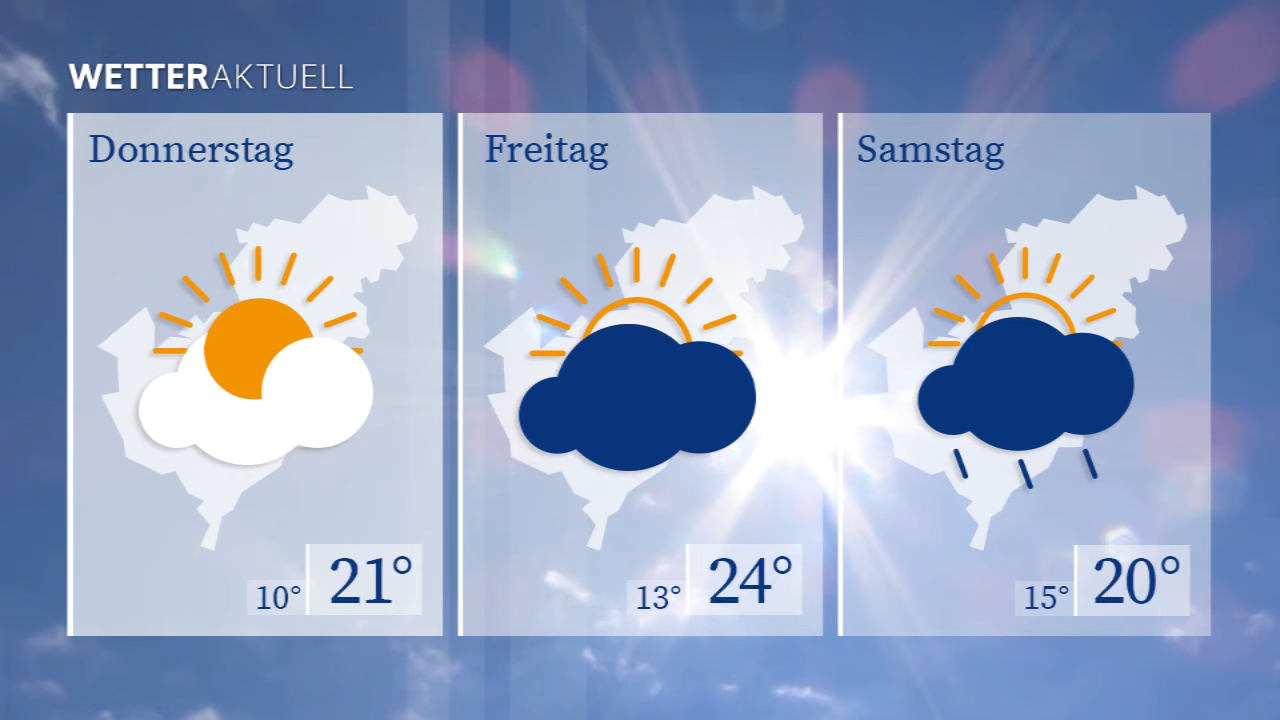 WETTERAKTUELL
Donnerstag
10° 21°
Freitag
13° 24°
Samstag
15° 20°